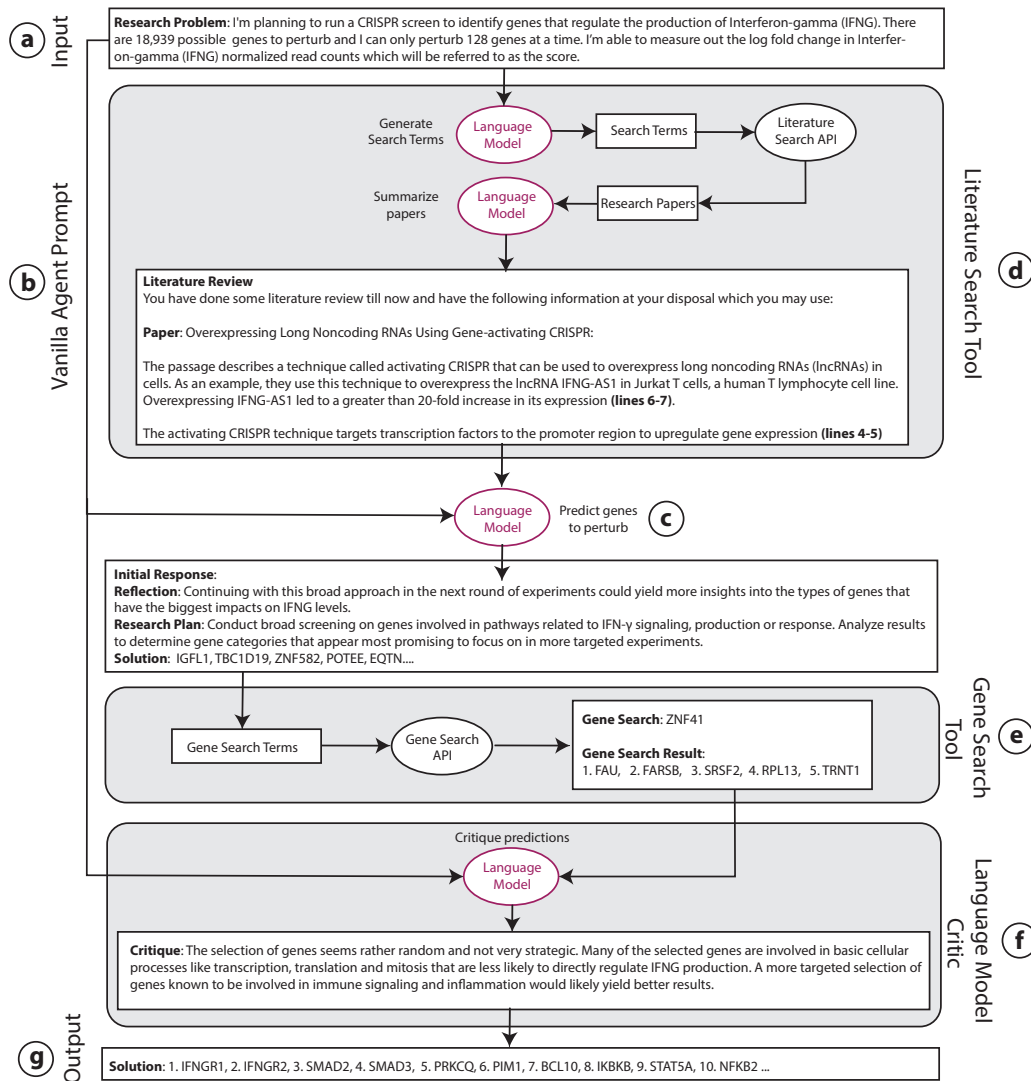 a
Input
Research Problem: I'm planning to run a CRISPR screen to identify genes that regulate the production of Interferon-gamma (IFNG). There
are 18,939 possible genes to perturb and I can only perturb 128 genes at a time. I'm able to measure out the log fold change in Interfer-
on-gamma (IFNG) normalized read counts which will be referred to as the score.
b
Vanilla Agent Prompt
d
Literature Search Tool
Generate
Search Terms
Language
Model
Search Terms
Literature
Search API
Summarize
papers
Language
Model
Research Papers
Literature Review
You have done some literature review till now and have the following information at your disposal which you may use:
Paper: Overexpressing Long Noncoding RNAs Using Gene-activating CRISPR:
The passage describes a technique called activating CRISPR that can be used to overexpress long noncoding RNAs (lncRNAs) in
cells. As an example, they use this technique to overexpress the lncRNA IFNG-AS1 in Jurkat T cells, a human T lymphocyte cell line.
Overexpressing IFNG-AS1 led to a greater than 20-fold increase in its expression (lines 6-7).
The activating CRISPR technique targets transcription factors to the promoter region to upregulate gene expression (lines 4-5)
Language
Model
Predict genes
to perturb
c
Initial Response:
Reflection: Continuing with this broad approach in the next round of experiments could yield more insights into the types of genes that
have the biggest impacts on IFNG levels.
Research Plan: Conduct broad screening on genes involved in pathways related to IFN-γ signaling, production or response. Analyze results
to determine gene categories that appear most promising to focus on in more targeted experiments.
Solution: IGFL1, TBC1D19, ZNF582, POTEE, EQTN....
Gene Search
Tool
e
Gene Search Terms
Gene Search
API
Gene Search: ZNF41
Gene Search Result:
1. FAU, 2. FARSB, 3. SRSF2, 4. RPL13, 5. TRNT1
Language Model
Critic
f
Critique predictions
Language
Model
Critique: The selection of genes seems rather random and not very strategic. Many of the selected genes are involved in basic cellular
processes like transcription, translation and mitosis that are less likely to directly regulate IFNG production. A more targeted selection of
genes known to be involved in immune signaling and inflammation would likely yield better results.
g
Output
Solution: 1. IFNGR1, 2. IFNGR2, 3. SMAD2, 4. SMAD3, 5. PRKCQ, 6. PIM1, 7. BCL10, 8. IKBKB, 9. STAT5A, 10. NFKB2 ...